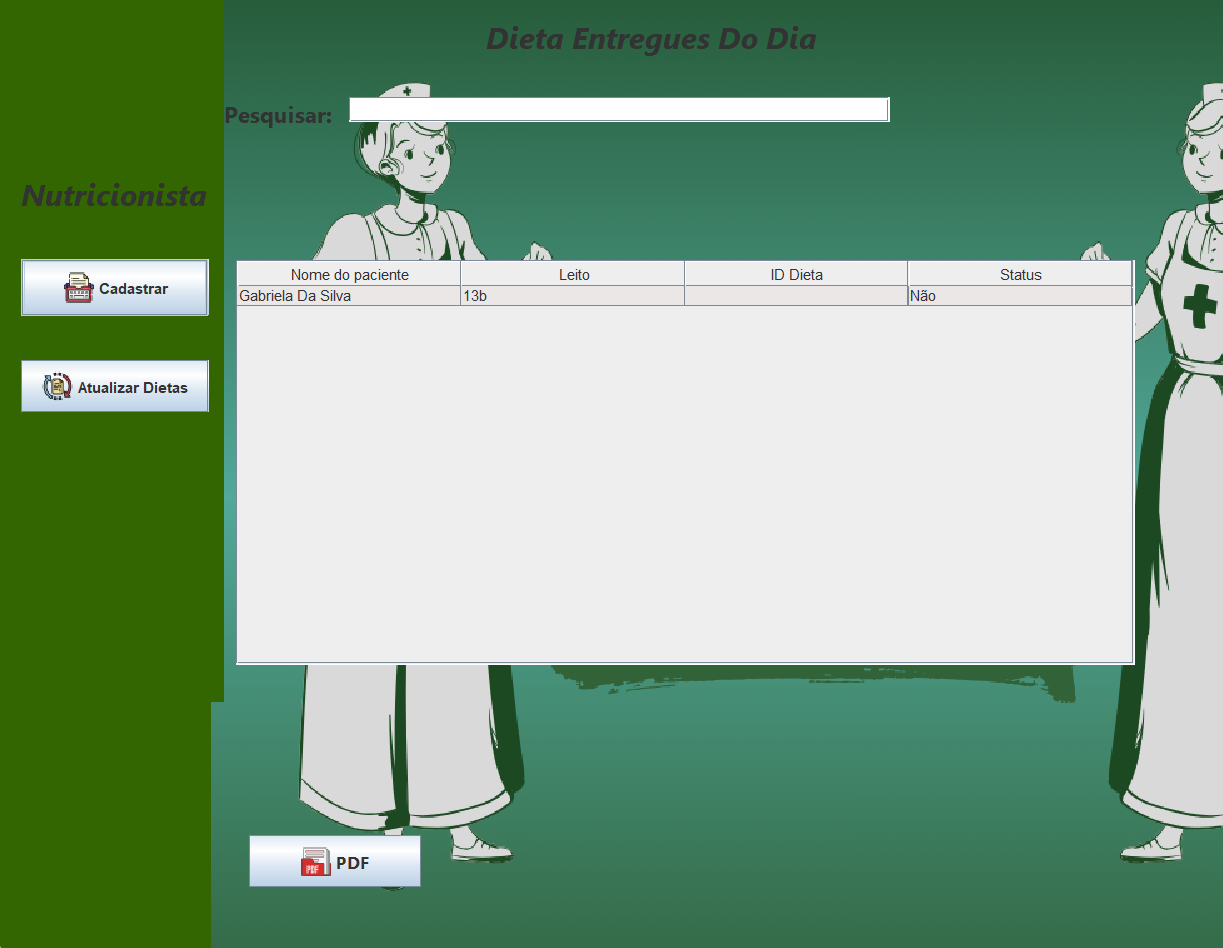 Dieta Entregues Do Dia
Pesquisar:
Nutricionista
Cadastrar
Atualizar Dietas
Nome do paciente Leito ID Dieta Status
Gabriela Da Silva 13b Não
PDF PDF